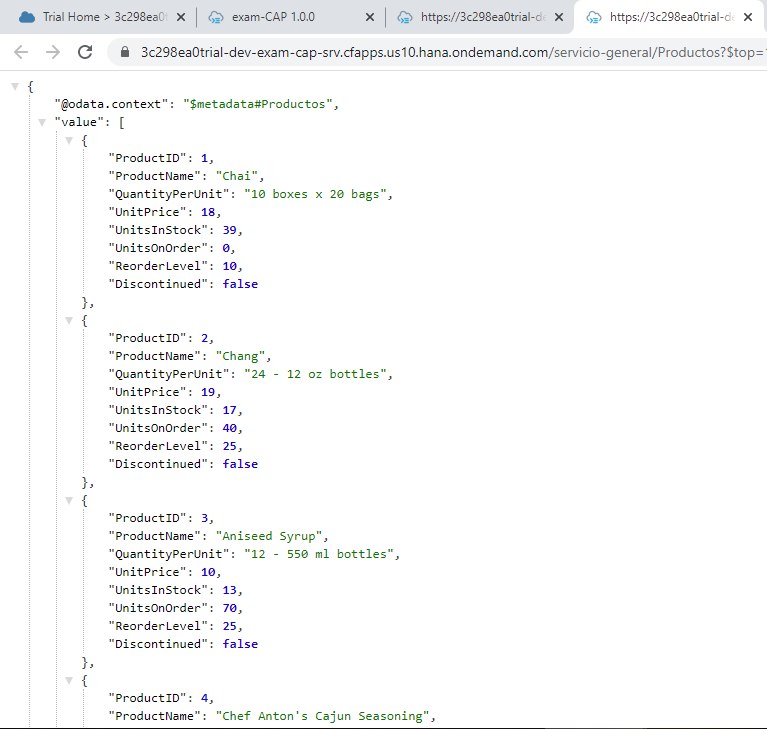 Trial Home > 3c298ea0
exam-CAP 1.0.0
https://3c298ea0trial-d
https://3c298ea0trial-d
3c298ea0trial-dev-exam-cap-srv.cfapps.us10.hana.ondemand.com/servicio-general/Productos?$top=
{
"@odata.context": "$metadata#Productos",
"value": [
{
"ProductID": 1,
"ProductName": "Chai",
"QuantityPerUnit": "10 boxes x 20 bags",
"UnitPrice": 18,
"UnitsInStock": 39,
"UnitsOnOrder": 0,
"ReorderLevel": 10,
"Discontinued": false
},
{
"ProductID": 2,
"ProductName": "Chang",
"QuantityPerUnit": "24 - 12 oz bottles",
"UnitPrice": 19,
"UnitsInStock": 17,
"UnitsOnOrder": 40,
"ReorderLevel": 25,
"Discontinued": false
},
{
"ProductID": 3,
"ProductName": "Aniseed Syrup",
"QuantityPerUnit": "12 - 550 ml bottles",
"UnitPrice": 10,
"UnitsInStock": 13,
"UnitsOnOrder": 70,
"ReorderLevel": 25,
"Discontinued": false
},
{
"ProductID": 4,
"ProductName": "Chef Anton's Cajun Seasoning",